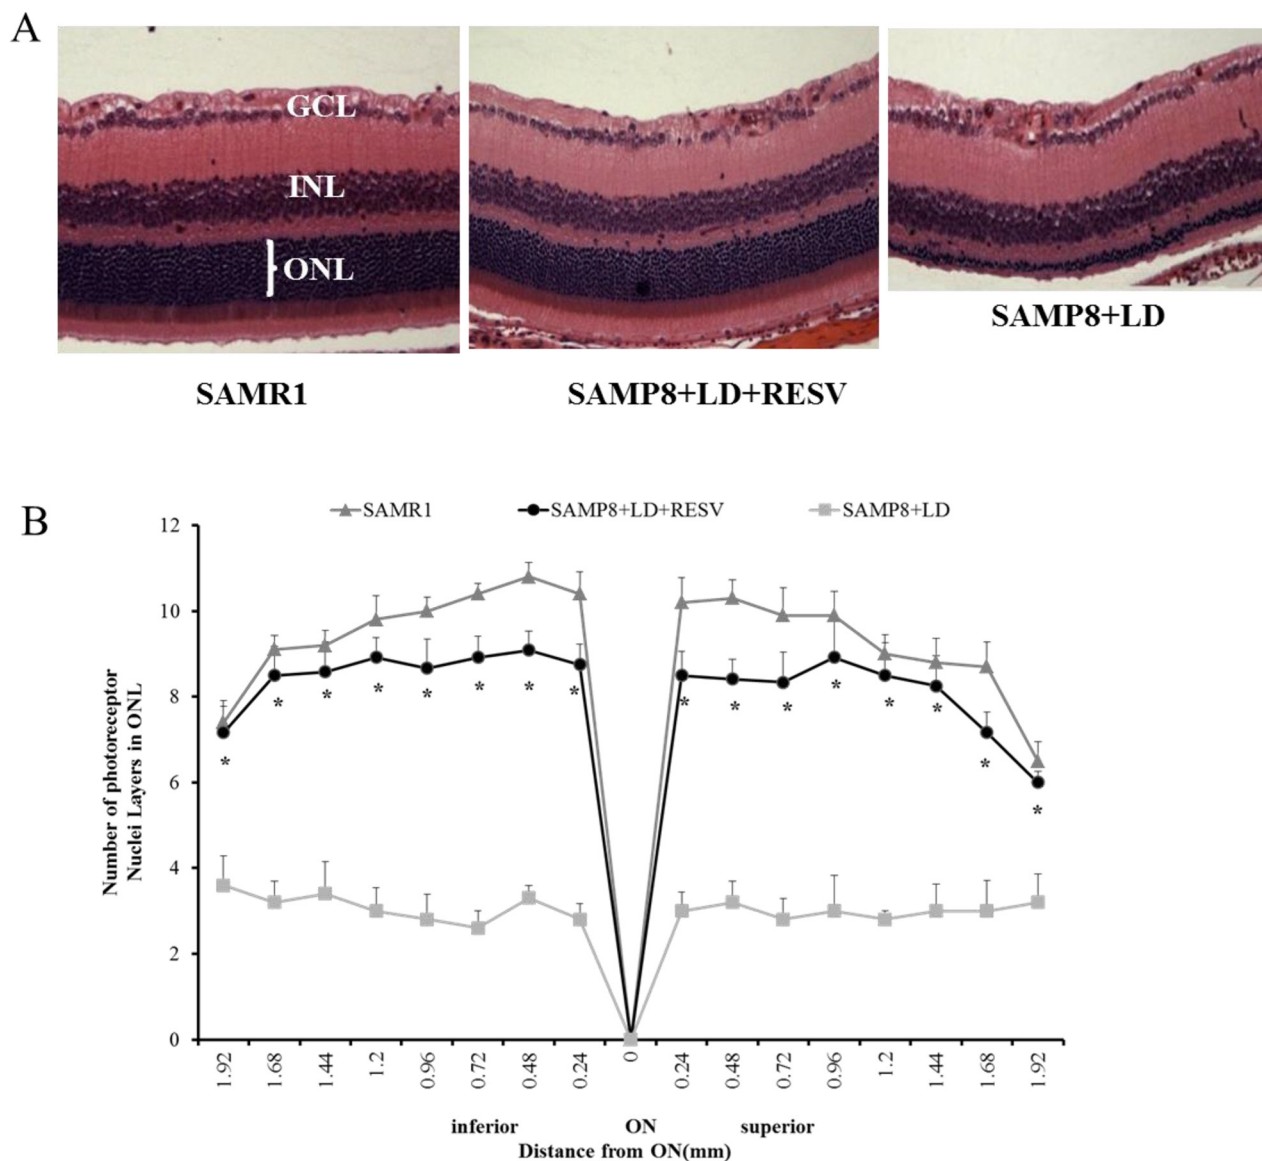 A
GCL
INL
ONL
SAMR1
SAMP8+LD+RESV
SAMP8+LD
B
SAMR1
SAMP8+LD+RESV
SAMP8+LD
Number of photoreceptor
Nuclei Layers in ONL
12
10
8
6
4
2
0
* * * * * * * * * * * * * * * *
1.92 1.68 1.44 1.2 0.96 0.72 0.48 0.24 0 0.24 0.48 0.72 0.96 1.2 1.44 1.68 1.92
inferior ON superior
Distance from ON(mm)